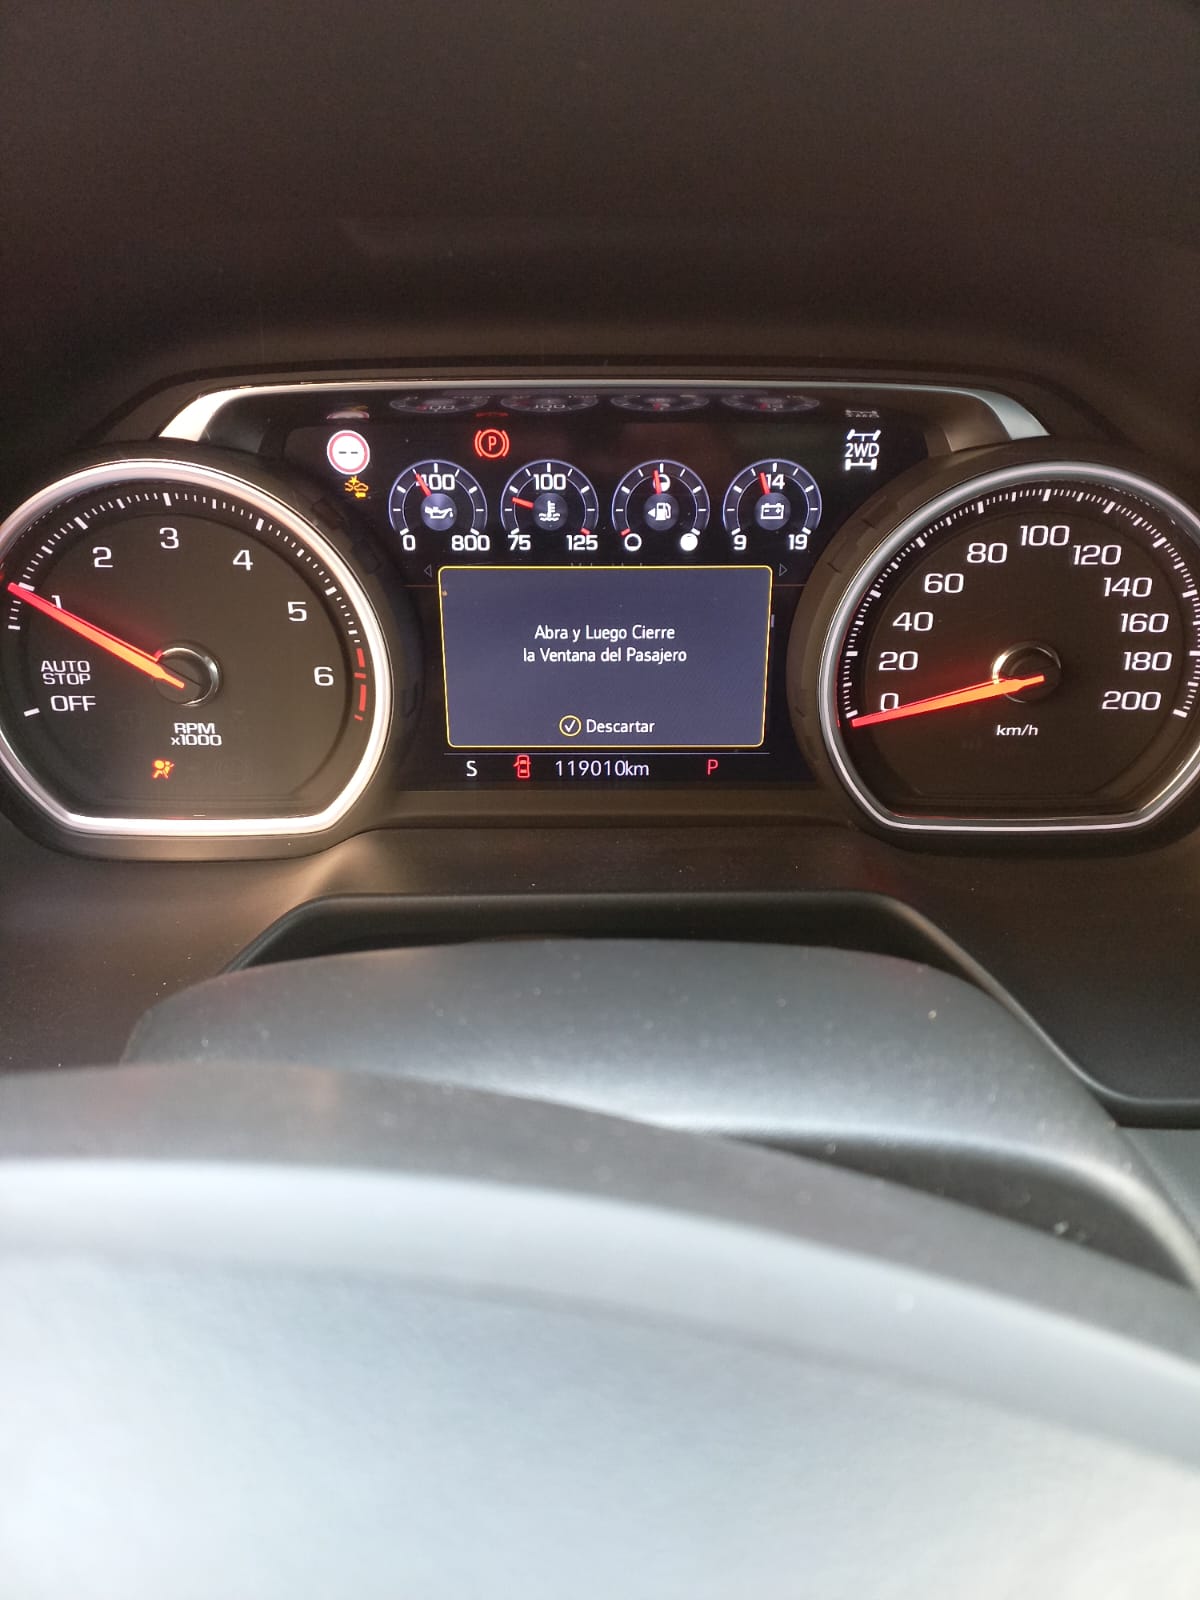 --
P
2WD
400
100
14
0 800
75 125
9 19
1 2 3 4 5 6
AUTO
STOP
OFF
RPM
x1000
Abra y Luego Cierre
la Ventana del Pasajero
Descartar
S 119010km P
0 20 40 60 80 100 120 140 160 180 200
km/h